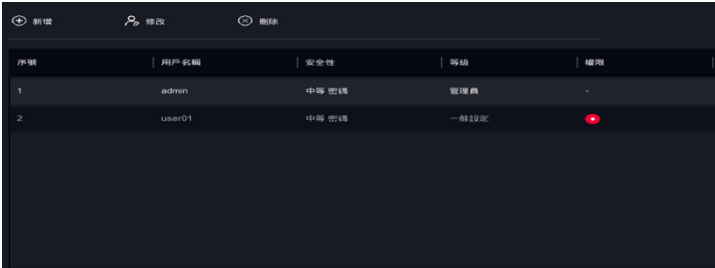 新增 修改 刪除
序號 用戶名稱 安全性 等級 權限
1 admin 中等 密碼 管理員 -
2 user01 中等 密碼 一般設定